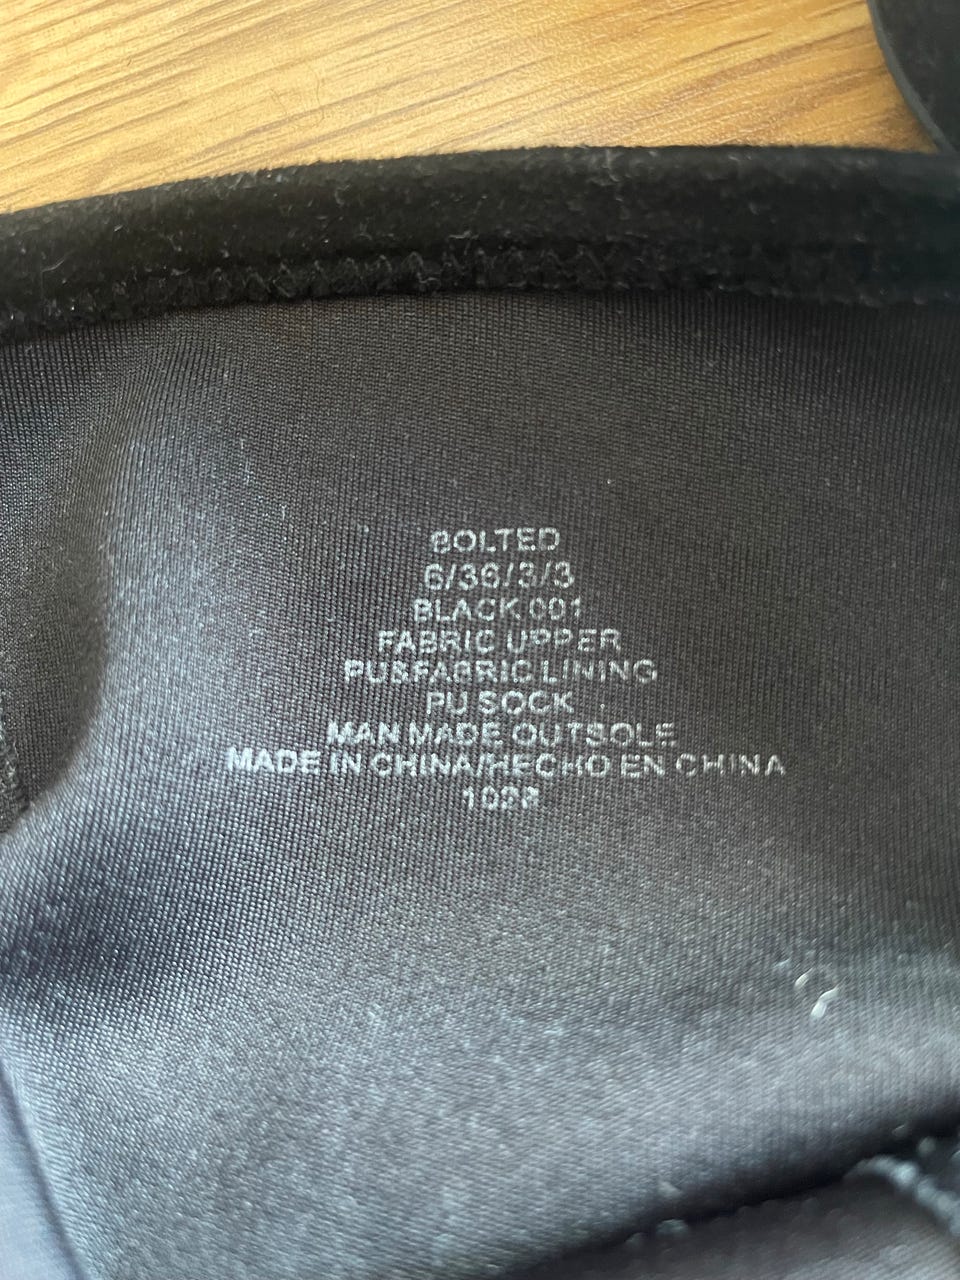 BOLTED
6/36/3/3
BLACK 001
FABRIC UPPER
PU&FABRIC LINING
PU SOCK
MAN MADE OUTSOLE
MADE IN CHINA/HECHO EN CHINA